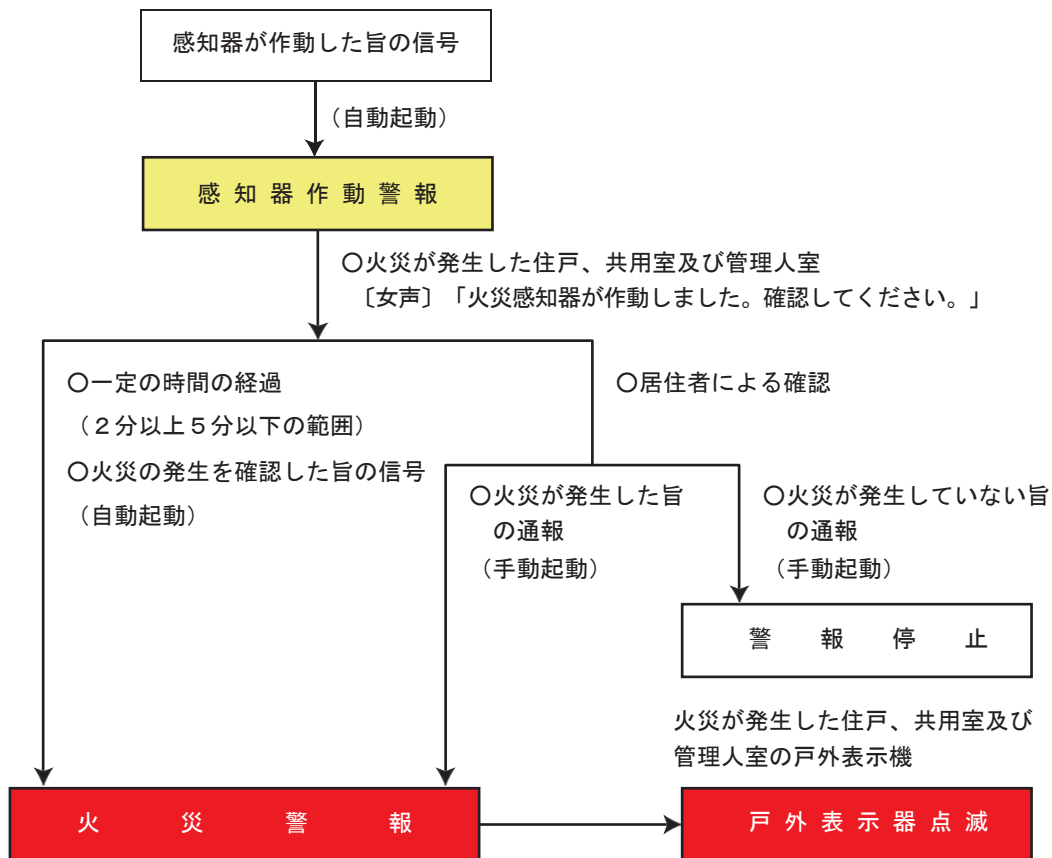 感知器が作動した旨の信号
（自動起動）
感知器作動警報
〇火災が発生した住戸、共用室及び管理人室
〔女声〕「火災感知器が作動しました。確認してください。」
〇一定の時間の経過
（２分以上５分以下の範囲）
〇火災の発生を確認した旨の信号
（自動起動）
〇居住者による確認
〇火災が発生した旨
の通報
（手動起動）
〇火災が発生していない旨
の通報
（手動起動）
警報停止
火災が発生した住戸、共用室及び
管理人室の戸外表示機
火災警報
戸外表示器点滅